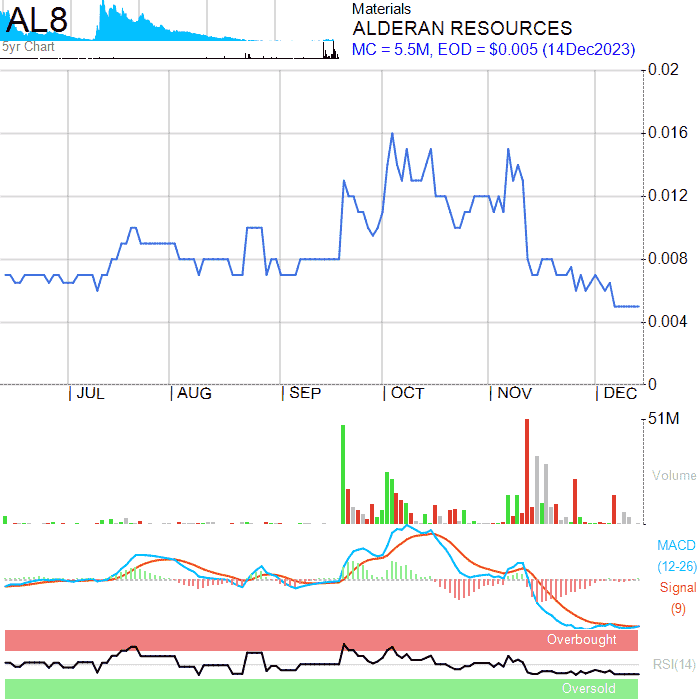 AL8
5yr Chart
Materials
ALDERAN RESOURCES
MC = 5.5M, EOD = $0.005 (14Dec2023)
0.02
0.016
0.012
0.008
0.004
0
JUL AUG SEP OCT NOV DEC
51M
Volume
MACD
(12-26)
Signal
(9)
Overbought
RSI(14)
Oversold